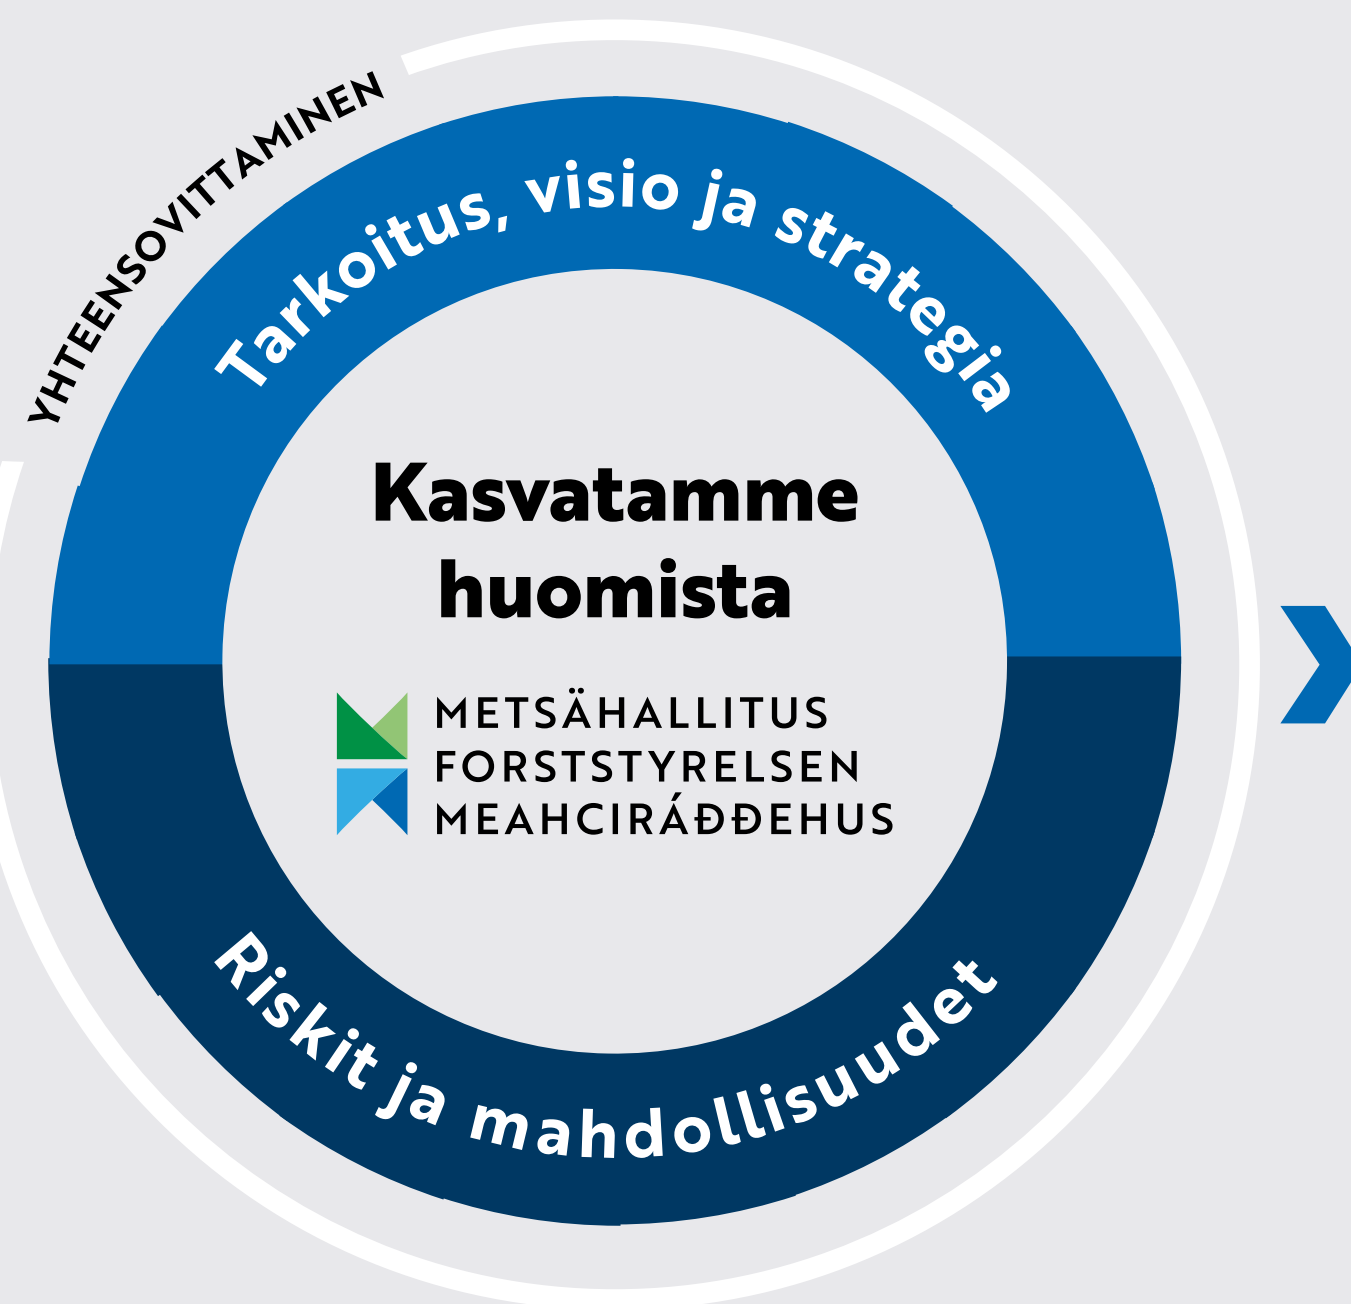 YHTEENSOVITTAMINEN
Tarkoitus, visio ja strategia
Kasvatamme
huomista
METSÄHALLITUS
FORSTSTYRELSEN
MEAHCIRÁĐĐEHUS
Riskit ja mahdollisuudet